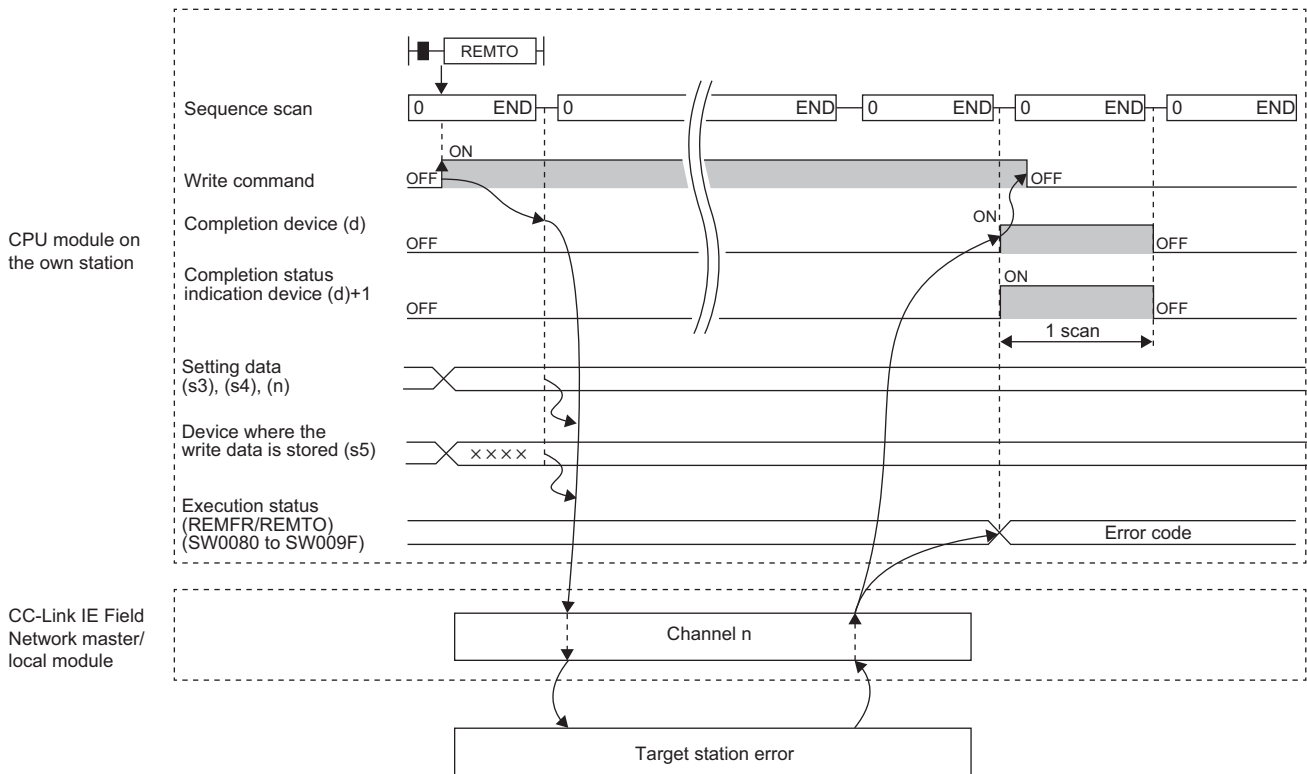 REMTO
Sequence scan
0 END 0 END 0 END 0 END 0 END
ON
Write command
OFF OFF
Completion device (d)
ON
OFF OFF
CPU module on
the own station
Completion status
indication device (d)+1
ON
OFF OFF
1 scan
Setting data
(s3), (s4), (n)
Device where the
write data is stored (s5)
××××
Execution status
(REMFR/REMTO)
(SW0080 to SW009F)
Error code
CC-Link IE Field
Network master/
local module
Channel n
Target station error